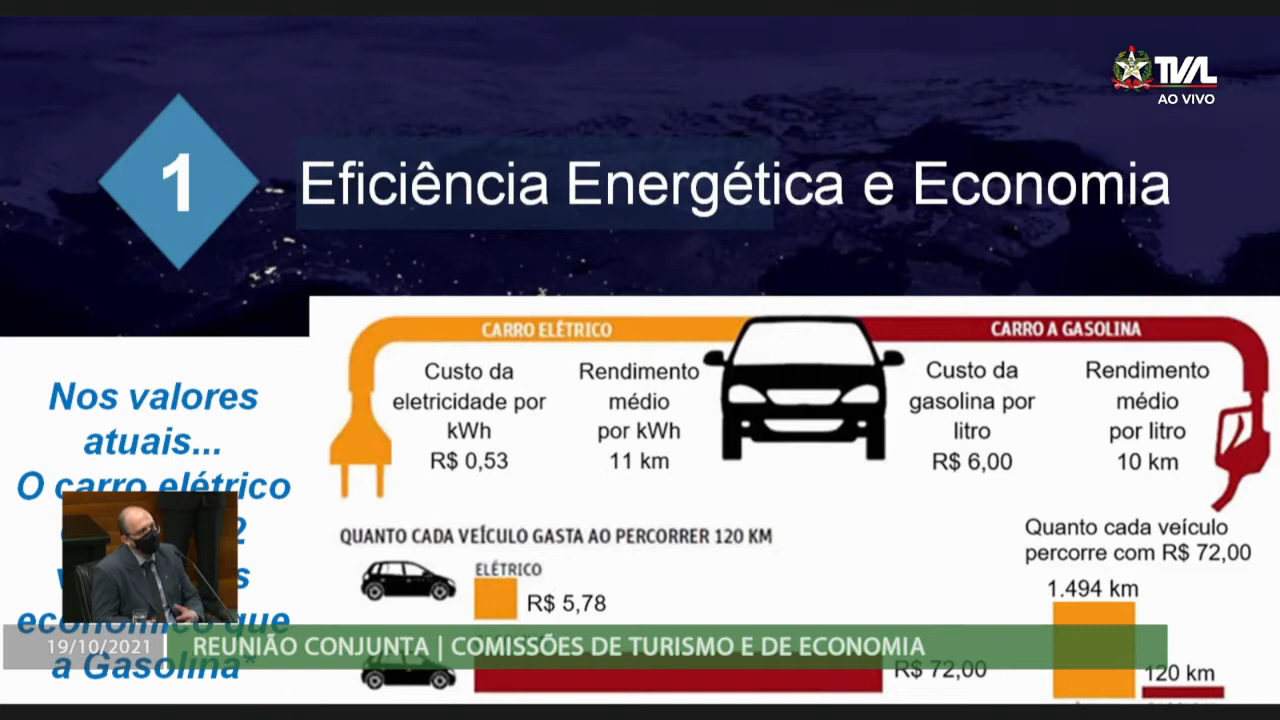 TVAL
AO VIVO
1
Eficiência Energética e Economia
CARRO ELÉTRICO
CARRO A GASOLINA
Nos valores
atuais...
O carro elétrico
2
s
econômico que
a Gasolina*
Custo da
eletricidade por
kWh
R$ 0,53
Rendimento
médio
por kWh
11 km
Custo da
gasolina por
litro
R$ 6,00
Rendimento
médio
por litro
10 km
QUANTO CADA VEÍCULO GASTA AO PERCORRER 120 KM
ELÉTRICO
R$ 5,78
R$ 72,00
Quanto cada veículo
percorre com R$ 72,00
1.494 km
120 km
19/10/2021
REUNIÃO CONJUNTA | COMISSÕES DE TURISMO E DE ECONOMIA